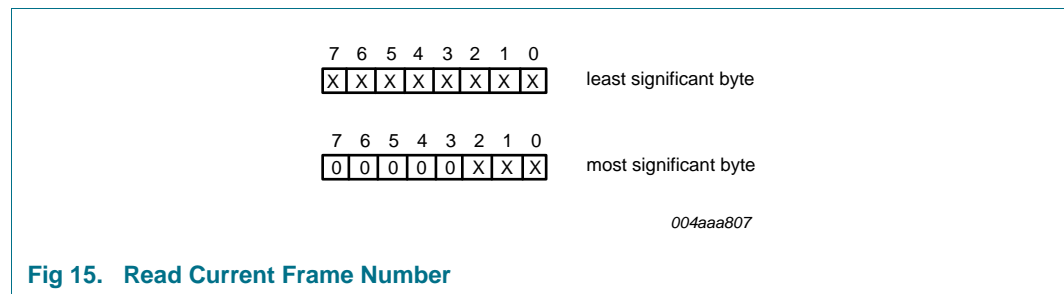 7 6 5 4 3 2 1 0
X X X X X X X X least significant byte
7 6 5 4 3 2 1 0
0 0 0 0 0 X X X most significant byte
004aaa807
Fig 15. Read Current Frame Number